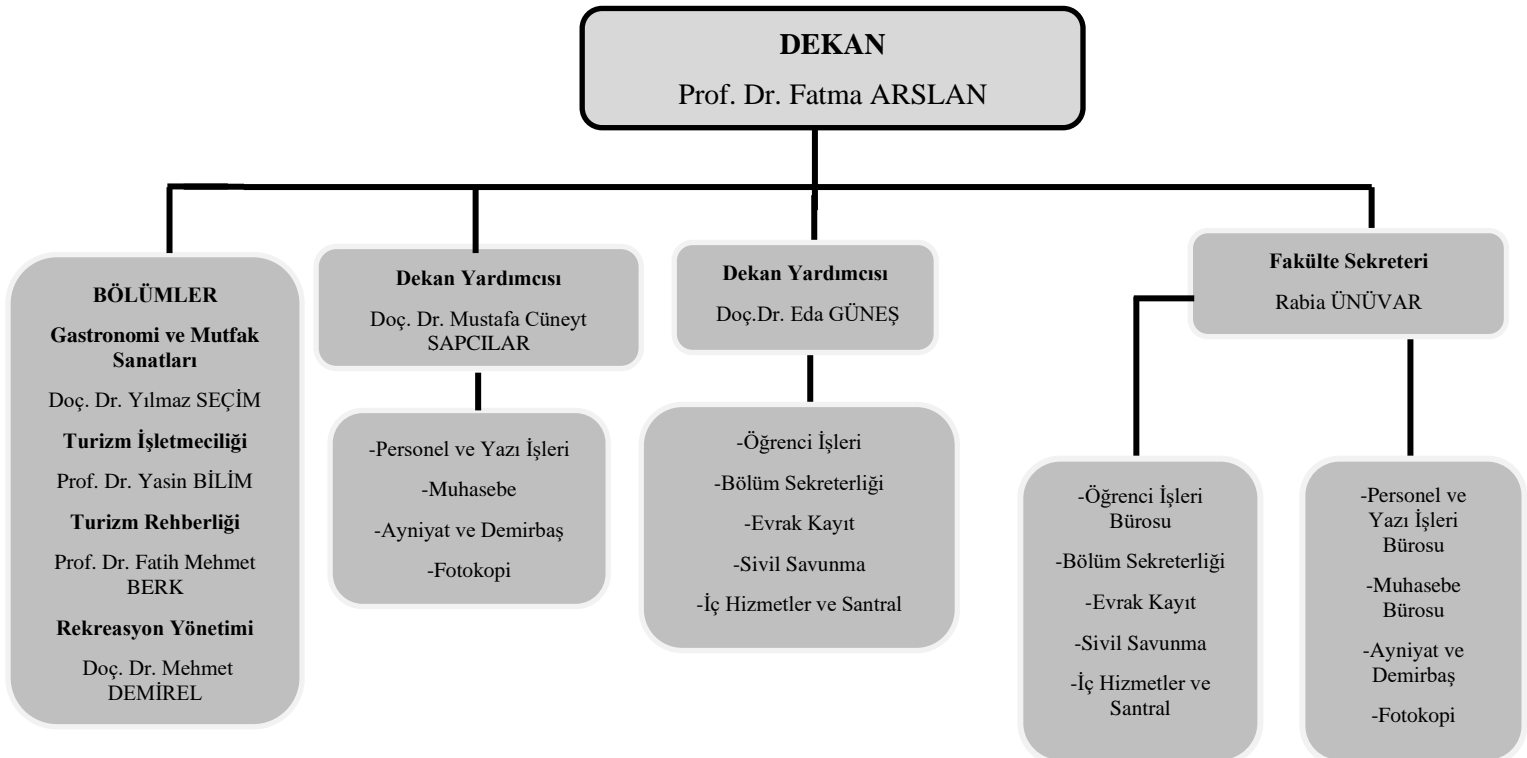 DEKAN
Prof. Dr. Fatma ARSLAN
BÖLÜMLER
Gastronomi ve Mutfak
Sanatları
Doç. Dr. Yılmaz SEÇİM
Turizm İşletmeciliği
Prof. Dr. Yasin BİLİM
Turizm Rehberliği
Prof. Dr. Fatih Mehmet
BERK
Rekreasyon Yönetimi
Doç. Dr. Mehmet
DEMİREL
Dekan Yardımcısı
Doç. Dr. Mustafa Cüneyt
SAPCILAR
-Personel ve Yazı İşleri
-Muhasebe
-Ayniyat ve Demirbaş
-Fotokopi
Dekan Yardımcısı
Doç.Dr. Eda GÜNEŞ
-Öğrenci İşleri
-Bölüm Sekreterliği
-Evrak Kayıt
-Sivil Savunma
-İç Hizmetler ve Santral
Fakülte Sekreteri
Rabia ÜNÜVAR
-Öğrenci İşleri
Bürosu
-Bölüm Sekreterliği
-Evrak Kayıt
-Sivil Savunma
-İç Hizmetler ve
Santral
-Personel ve
Yazı İşleri
Bürosu
-Muhasebe
Bürosu
-Ayniyat ve
Demirbaş
-Fotokopi